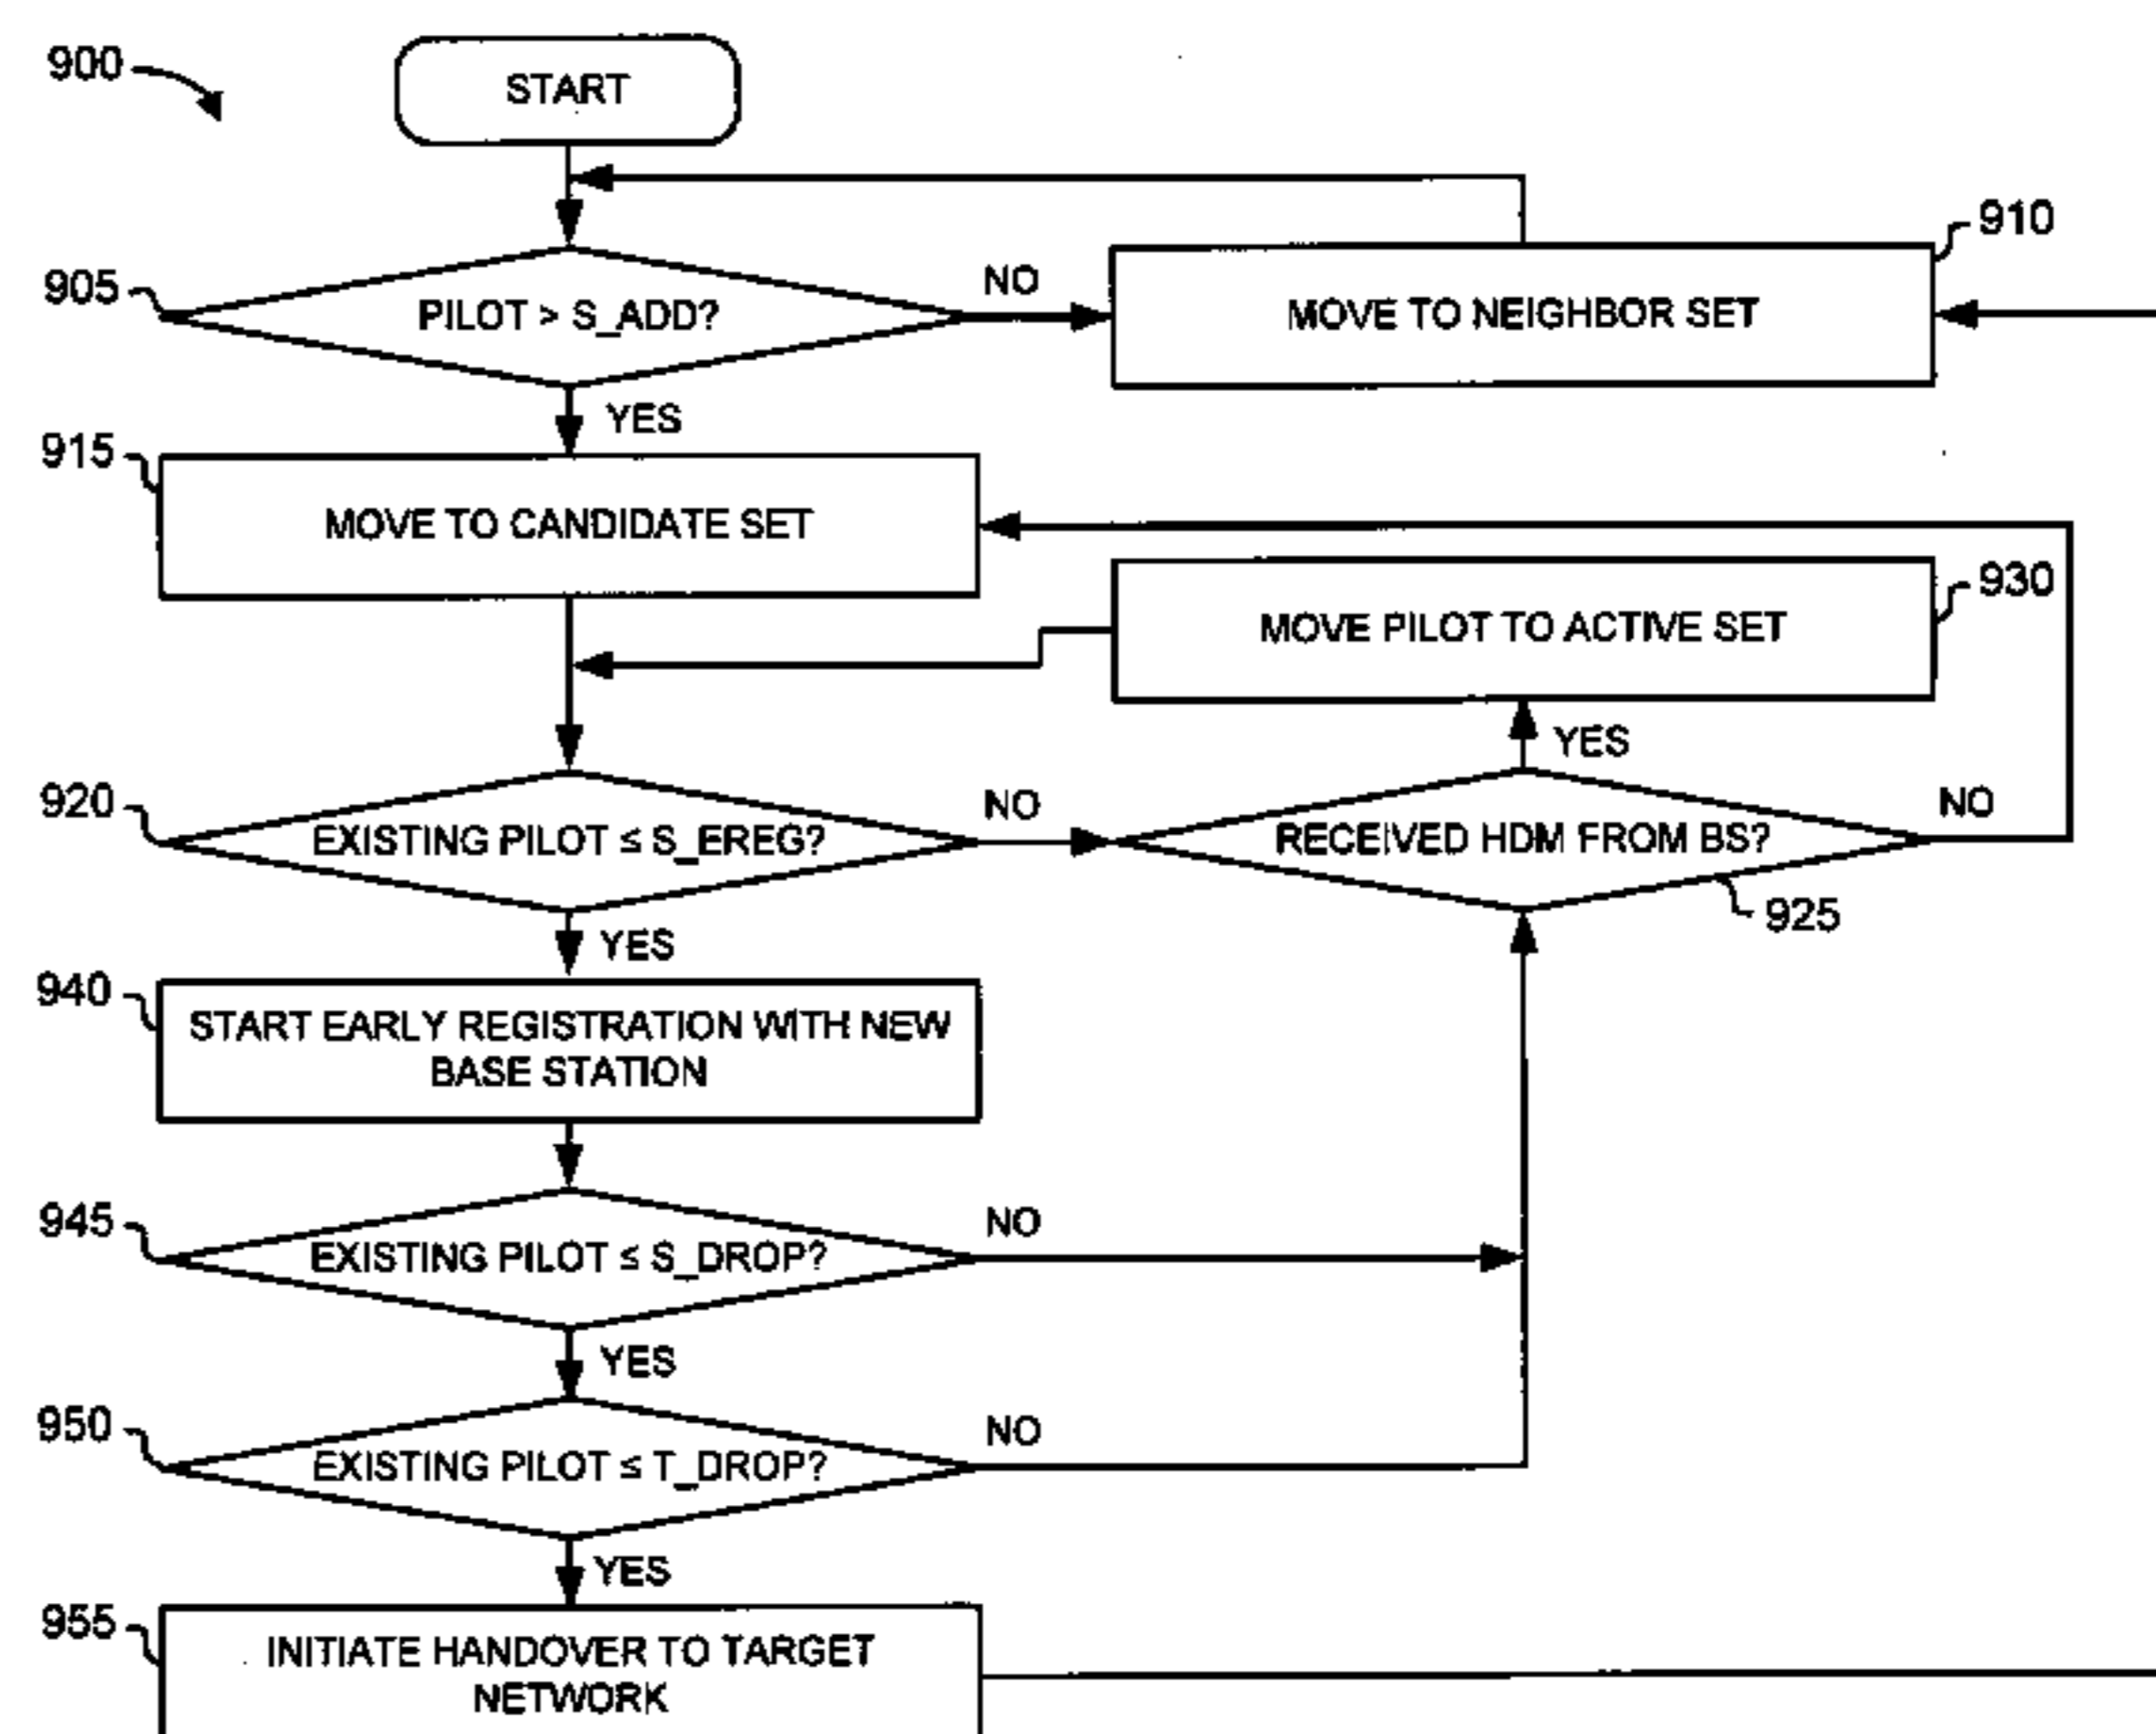 900
START
910
905
PILOT > S_ADD?
NO
MOVE TO NEIGHBOR SET
YES
915
MOVE TO CANDIDATE SET
930
MOVE PILOT TO ACTIVE SET
YES
920
EXISTING PILOT ≤ S_EREG?
NO
RECEIVED HDM FROM BS?
NO
925
YES
940
START EARLY REGISTRATION WITH NEW
BASE STATION
945
EXISTING PILOT ≤ S_DROP?
NO
YES
950
EXISTING PILOT ≤ T_DROP?
NO
YES
955
INITIATE HANDOVER TO TARGET
NETWORK